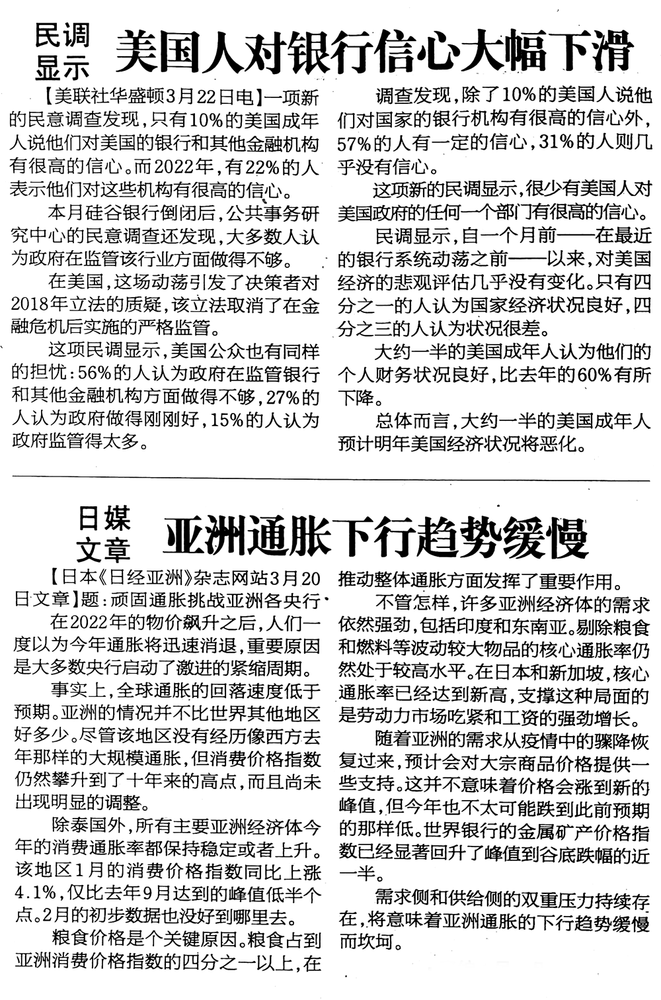 民调
显示
美国人对银行信心大幅下滑
【美联社华盛顿3月22日电】一项新
的民意调查发现,只有10%的美国成年
人说他们对美国的银行和其他金融机构
有很高的信心。而2022年,有22%的人
表示他们对这些机构有很高的信心。
本月硅谷银行倒闭后,公共事务研
究中心的民意调查还发现,大多数人认
为政府在监管该行业方面做得不够。
在美国,这场动荡引发了决策者对
2018年立法的质疑,该立法取消了在金
融危机后实施的严格监管。
这项民调显示,美国公众也有同样
的担忧:56%的人认为政府在监管银行
和其他金融机构方面做得不够,27%的
人认为政府做得刚刚好,15%的人认为
政府监管得太多。
调查发现,除了10%的美国人说他
们对国家的银行机构有很高的信心外,
57%的人有一定的信心,31%的人则几
乎没有信心。
这项新的民调显示,很少有美国人对
美国政府的任何一个部门有很高的信心。
民调显示,自一个月前——在最近
的银行系统动荡之前——以来,对美国
经济的悲观评估几乎没有变化。只有四
分之一的人认为国家经济状况良好,四
分之三的人认为状况很差。
大约一半的美国成年人认为他们的
个人财务状况良好,比去年的60%有所
下降。
总体而言,大约一半的美国成年人
预计明年美国经济状况将恶化。
日媒
文章
亚洲通胀下行趋势缓慢
【日本《日经亚洲》杂志网站3月20
日文章】题:顽固通胀挑战亚洲各央行
在2022年的物价飙升之后,人们一
度以为今年通胀将迅速消退,重要原因
是大多数央行启动了激进的紧缩周期。
事实上,全球通胀的回落速度低于
预期。亚洲的情况并不比世界其他地区
好多少。尽管该地区没有经历像西方去
年那样的大规模通胀,但消费价格指数
仍然攀升到了十年来的高点,而且尚未
出现明显的调整。
除泰国外,所有主要亚洲经济体今
年的消费通胀率都保持稳定或者上升。
该地区1月的消费价格指数同比上涨
4.1%,仅比去年9月达到的峰值低半个
点。2月的初步数据也没好到哪里去。
粮食价格是个关键原因。粮食占到
亚洲消费价格指数的四分之一以上,在
推动整体通胀方面发挥了重要作用。
不管怎样,许多亚洲经济体的需求
依然强劲,包括印度和东南亚。剔除粮食
和燃料等波动较大物品的核心通胀率仍
然处于较高水平。在日本和新加坡,核心
通胀率已经达到新高,支撑这种局面的
是劳动力市场吃紧和工资的强劲增长。
随着亚洲的需求从疫情中的骤降恢
复过来,预计会对大宗商品价格提供一
些支持。这并不意味着价格会涨到新的
峰值,但今年也不太可能跌到此前预期
的那样低。世界银行的金属矿产价格指
数已经显著回升了峰值到谷底跌幅的近
一半。
需求侧和供给侧的双重压力持续存
在,将意味着亚洲通胀的下行趋势缓慢
而坎坷。